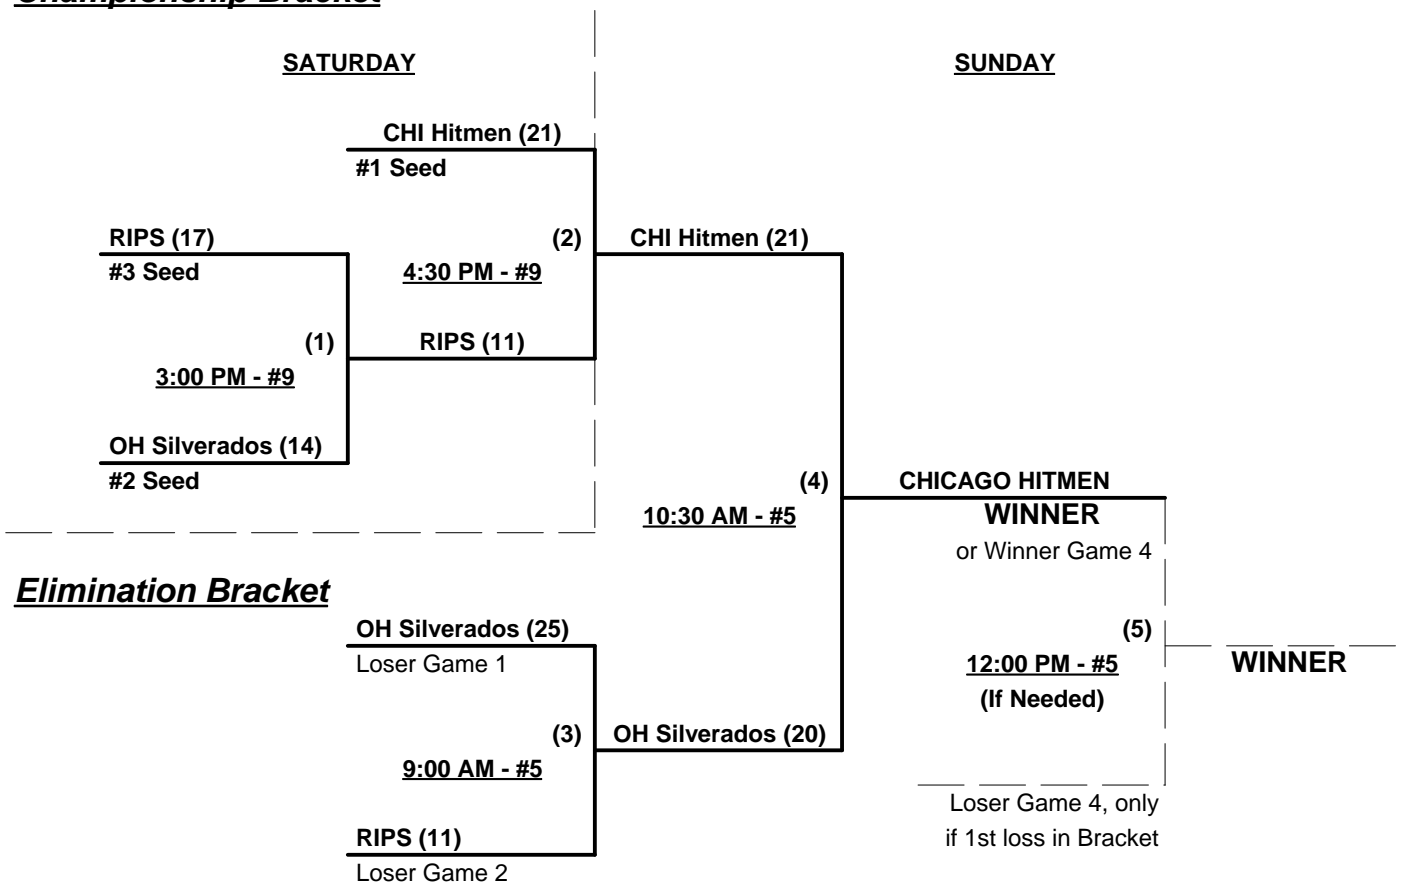 Championship Bracket
SATURDAY
SUNDAY
CHI Hitmen (21)
#1 Seed
RIPS (17)
(2)
CHI Hitmen (21)
#3 Seed
4:30 PM - #9
(1)
RIPS (11)
3:00 PM - #9
OH Silverados (14)
#2 Seed
(4)
CHICAGO HITMEN
10:30 AM - #5
WINNER
or Winner Game 4
Elimination Bracket
OH Silverados (25)
(5)
Loser Game 1
12:00 PM - #5
WINNER
(If Needed)
(3)
OH Silverados (20)
9:00 AM - #5
Loser Game 4, only
RIPS (11)
if 1st loss in Bracket
Loser Game 2